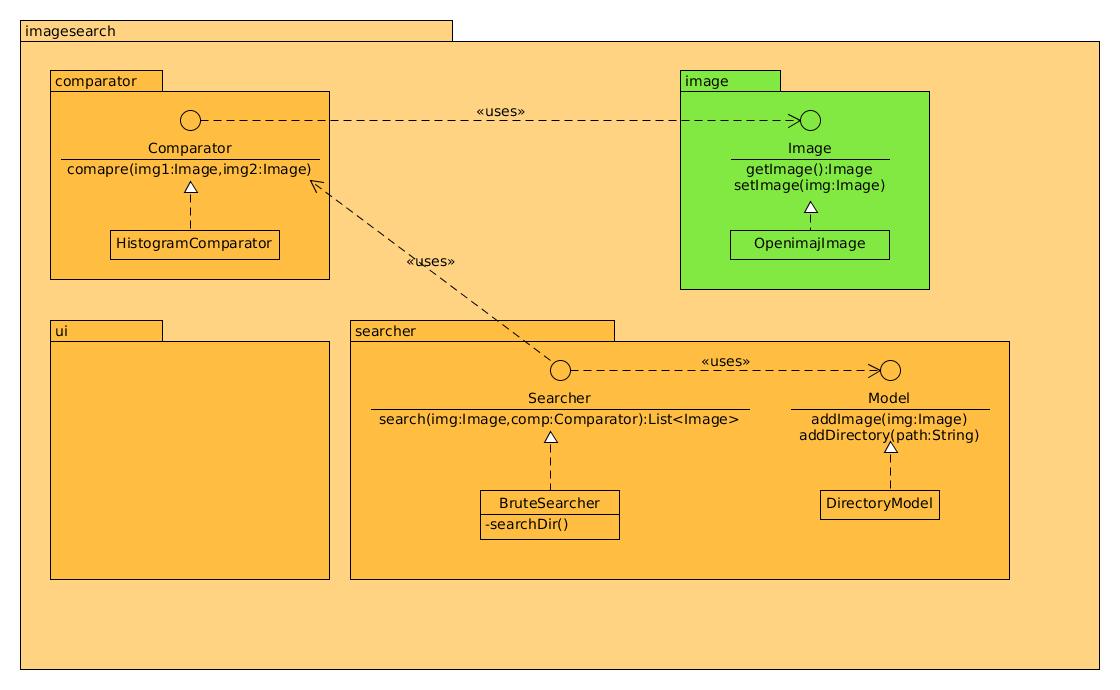 imagesearch
comparator
image
«uses»
Comparator
comapre(img1:Image,img2:Image)
HistogramComparator
Image
getImage():Image
setImage(img:Image)
OpenimajImage
«uses»
ui
searcher
«uses»
Searcher
search(img:Image,comp:Comparator):List<Image>
BruteSearcher
-searchDir()
Model
addImage(img:Image)
addDirectory(path:String)
DirectoryModel